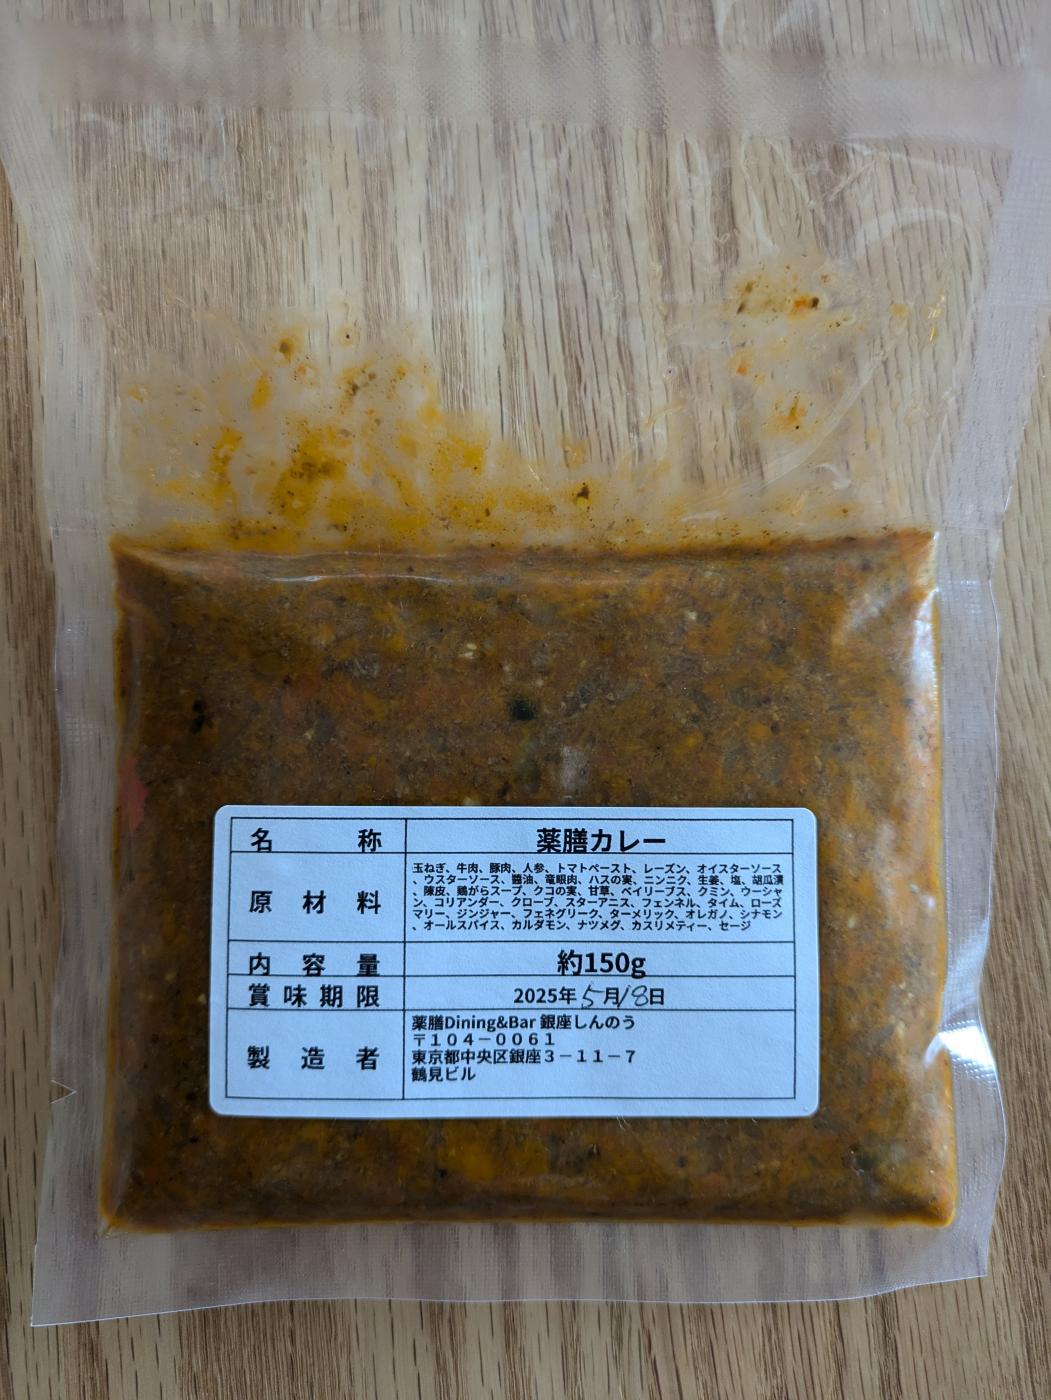 名称 薬膳カレー
原材料
玉ねぎ、牛肉、豚肉、人参、トマトペースト、レーズン、オイスターソース
、ウスターソース、醬油、竜眼肉、ハスの実、ニンニク、生姜、塩、胡瓜漬
、陳皮、鶏がらスープ、クコの実、甘草、ベイリーブス、クミン、ウーシャ
ン、コリアンダー、クローブ、スターアニス、フェンネル、タイム、ローズ
マリー、ジンジャー、フェネグリーク、ターメリック、オレガノ、シナモン
、オールスパイス、カルダモン、ナツメグ、カスリメティー、セージ
内容量 約150g
賞味期限 2025年5月18日
製造者
薬膳Dining&Bar 銀座しんのう
〒104－0061
東京都中央区銀座3－11－7
鶴見ビル